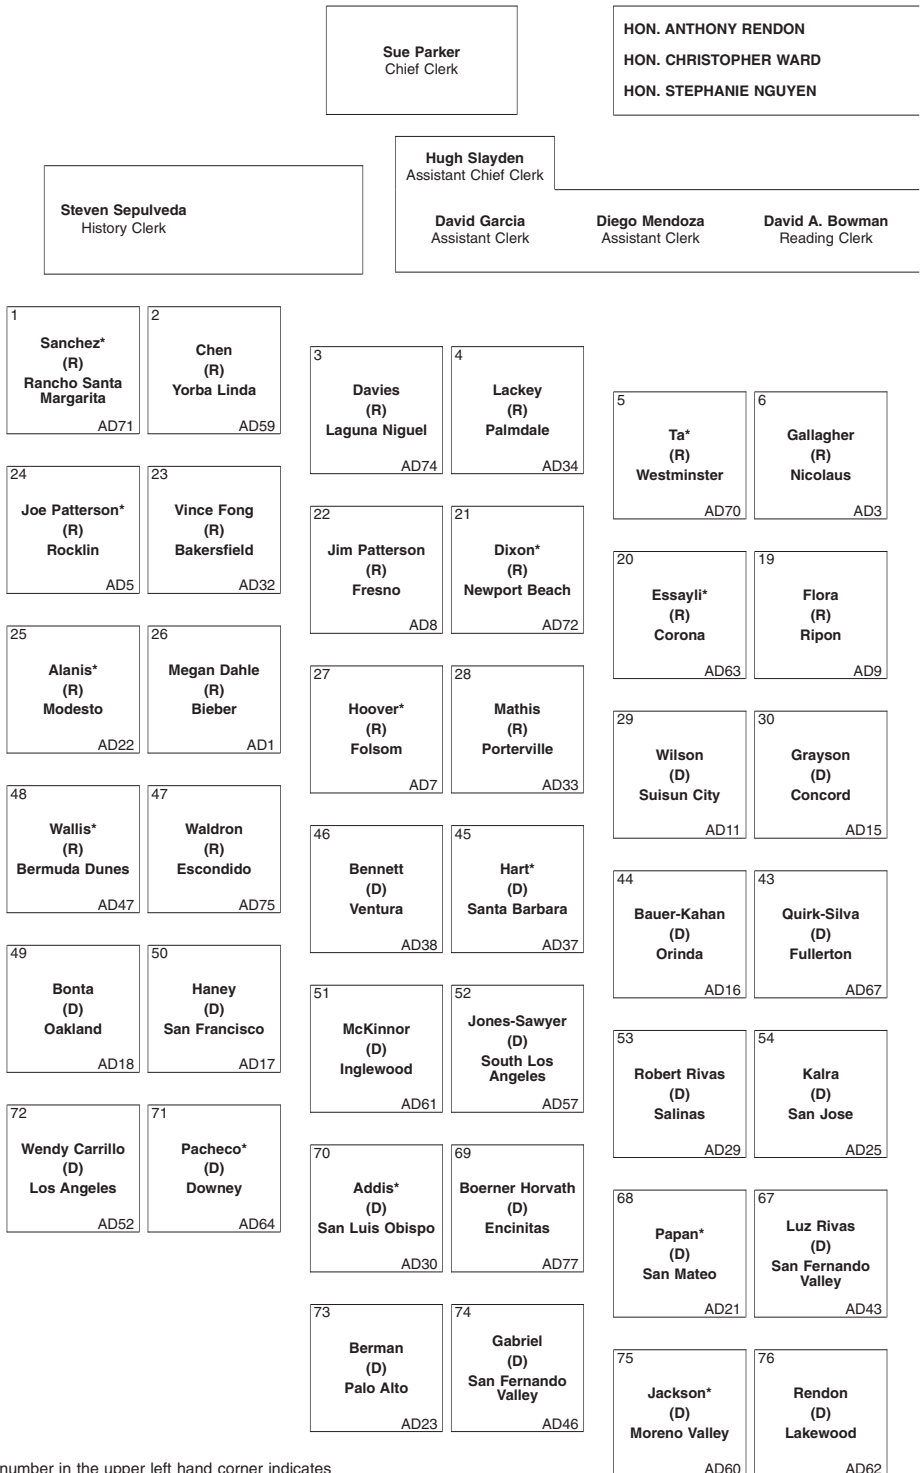 Sue Parker
Chief Clerk
HON. ANTHONY RENDON
HON. CHRISTOPHER WARD
HON. STEPHANIE NGUYEN
Hugh Slayden
Assistant Chief Clerk
Steven Sepulveda
History Clerk
David Garcia
Assistant Clerk
Diego Mendoza
Assistant Clerk
David A. Bowman
Reading Clerk
1
Sanchez*
(R)
Rancho Santa
Margarita
AD71
2
Chen
(R)
Yorba Linda
AD59
3
Davies
(R)
Laguna Niguel
AD74
4
Lackey
(R)
Palmdale
AD34
5
Ta*
(R)
Westminster
AD70
6
Gallagher
(R)
Nicolaus
AD3
24
Joe Patterson*
(R)
Rocklin
AD5
23
Vince Fong
(R)
Bakersfield
AD32
22
Jim Patterson
(R)
Fresno
AD8
21
Dixon*
(R)
Newport Beach
AD72
20
Essayli*
(R)
Corona
AD63
19
Flora
(R)
Ripon
AD9
25
Alanis*
(R)
Modesto
AD22
26
Megan Dahle
(R)
Bieber
AD1
27
Hoover*
(R)
Folsom
AD7
28
Mathis
(R)
Porterville
AD33
29
Wilson
(D)
Suisun City
AD11
30
Grayson
(D)
Concord
AD15
48
Wallis*
(R)
Bermuda Dunes
AD47
47
Waldron
(R)
Escondido
AD75
46
Bennett
(D)
Ventura
AD38
45
Hart*
(D)
Santa Barbara
AD37
44
Bauer-Kahan
(D)
Orinda
AD16
43
Quirk-Silva
(D)
Fullerton
AD67
49
Bonta
(D)
Oakland
AD18
50
Haney
(D)
San Francisco
AD17
51
McKinnor
(D)
Inglewood
AD61
52
Jones-Sawyer
(D)
South Los
Angeles
AD57
53
Robert Rivas
(D)
Salinas
AD29
54
Kalra
(D)
San Jose
AD25
72
Wendy Carrillo
(D)
Los Angeles
AD52
71
Pacheco*
(D)
Downey
AD64
70
Addis*
(D)
San Luis Obispo
AD30
69
Boerner Horvath
(D)
Encinitas
AD77
68
Papan*
(D)
San Mateo
AD21
67
Luz Rivas
(D)
San Fernando
Valley
AD43
73
Berman
(D)
Palo Alto
AD23
74
Gabriel
(D)
San Fernando
Valley
AD46
75
Jackson*
(D)
Moreno Valley
AD60
76
Rendon
(D)
Lakewood
AD62
number in the upper left hand corner indicates